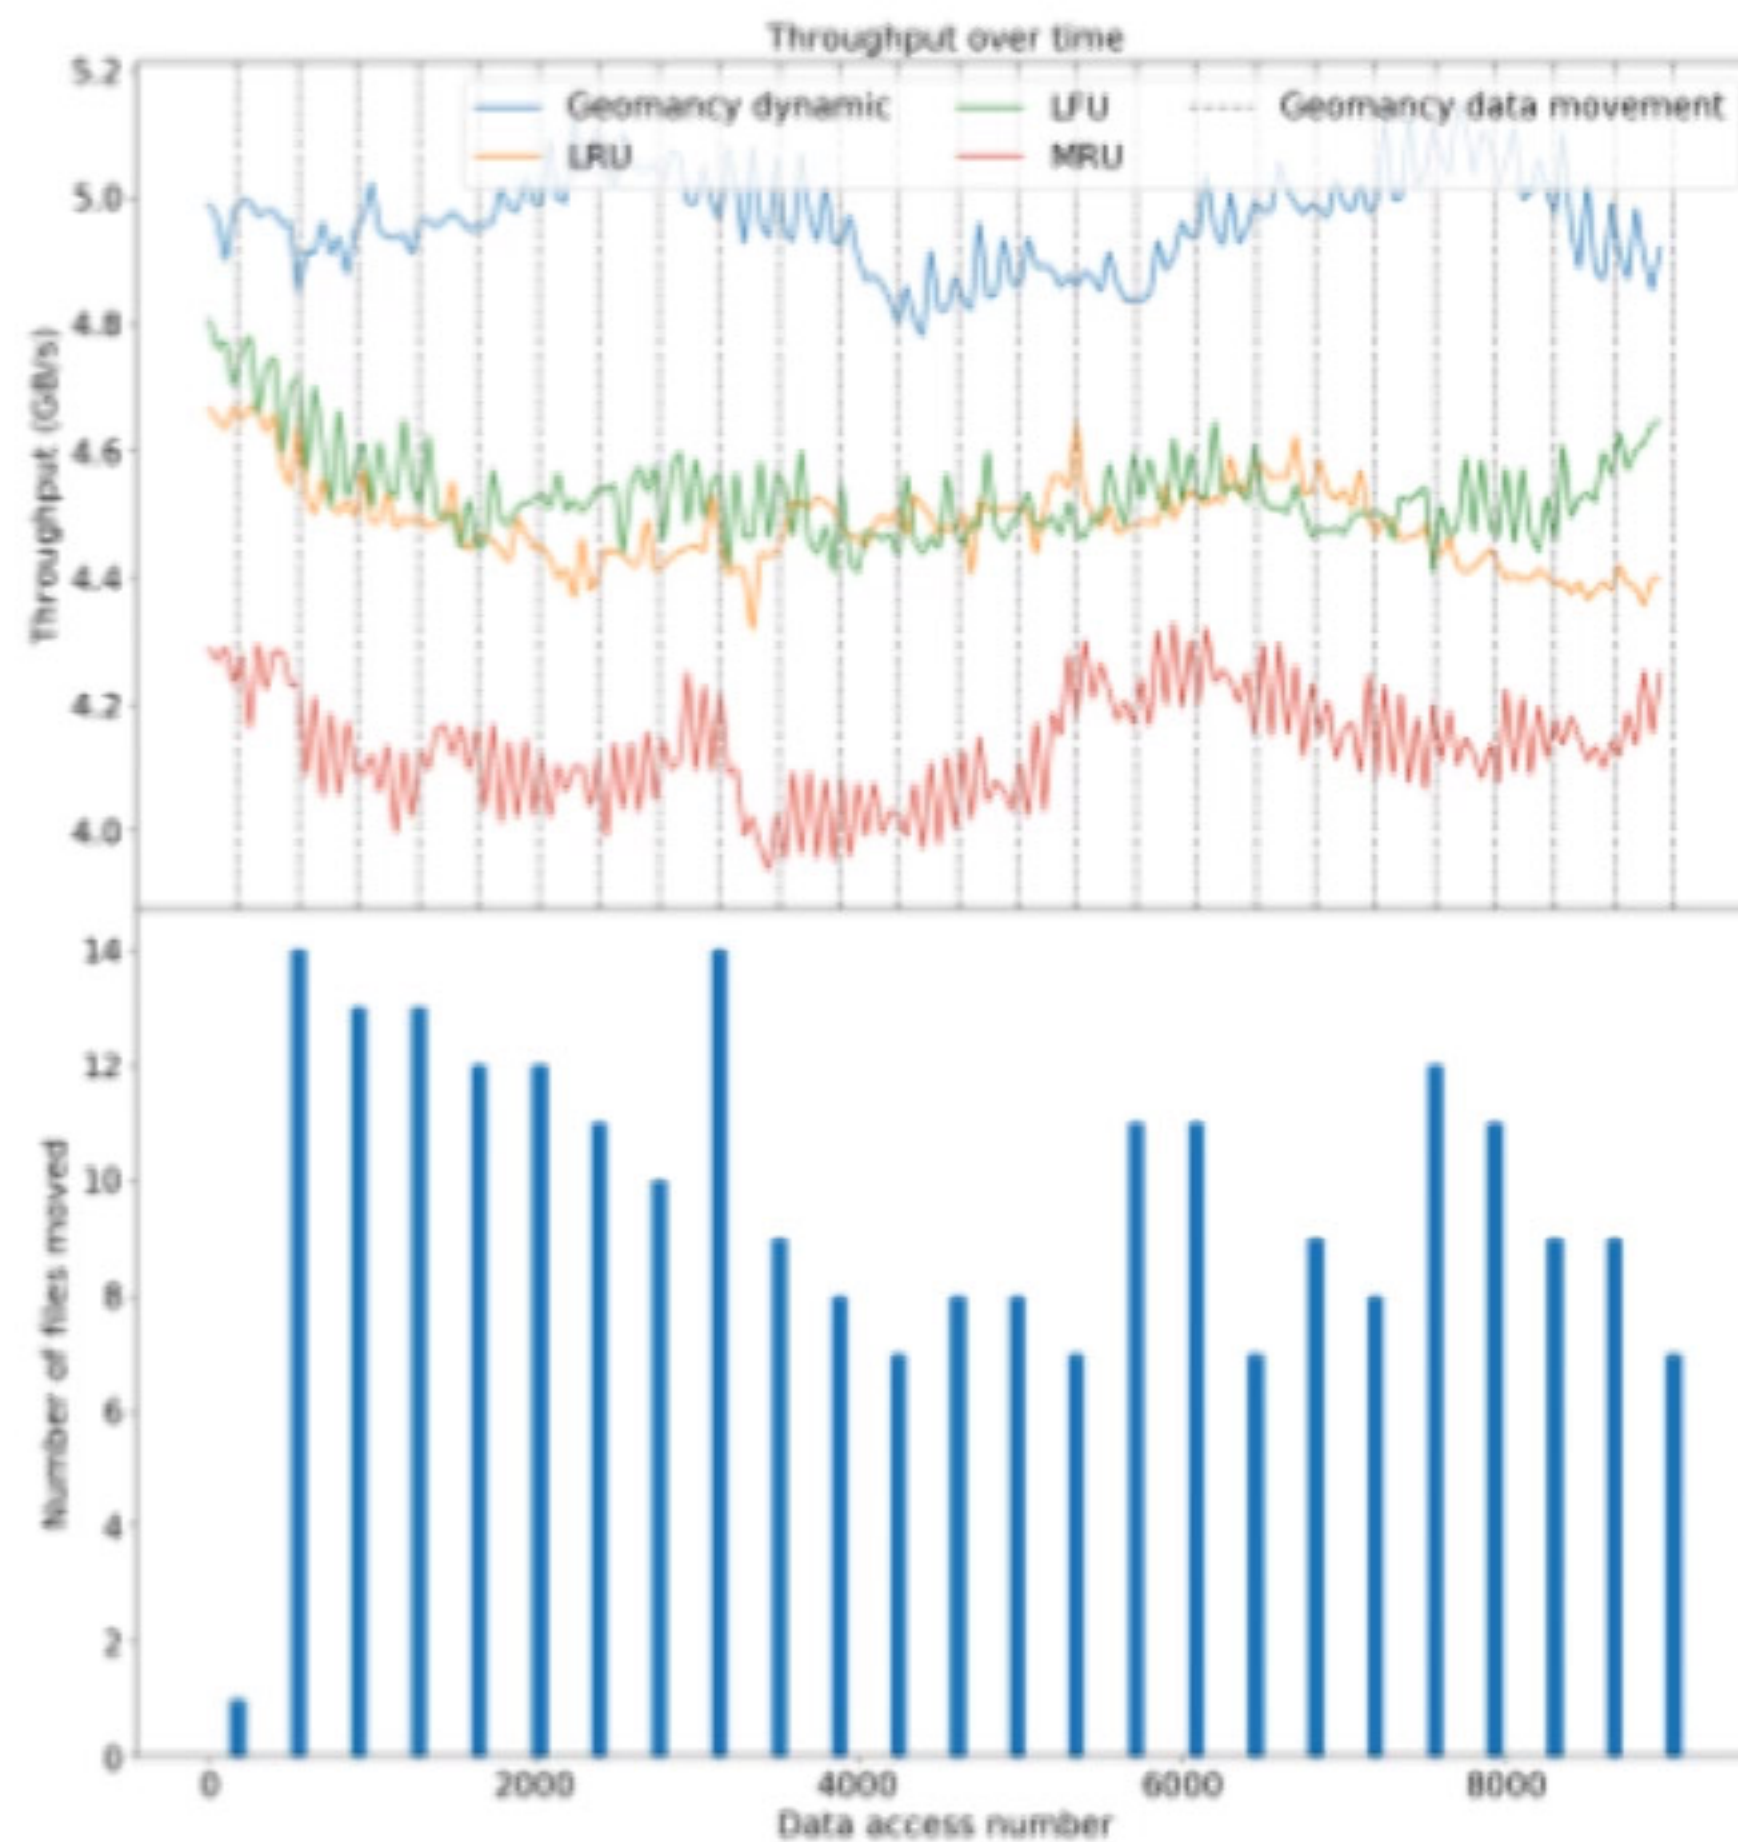 Throughput over time
Geomancy dynamic LFU Geomancy data movement
LRU MRU
5.2
5.0
4.8
4.6
4.4
4.2
4.0
Throughput (GB/s)
14
12
10
8
6
4
2
0
Number of files moved
0 2000 4000 6000 8000
Data access number